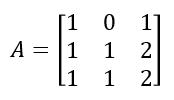 A = [1 0 1
1 1 2
1 1 2]